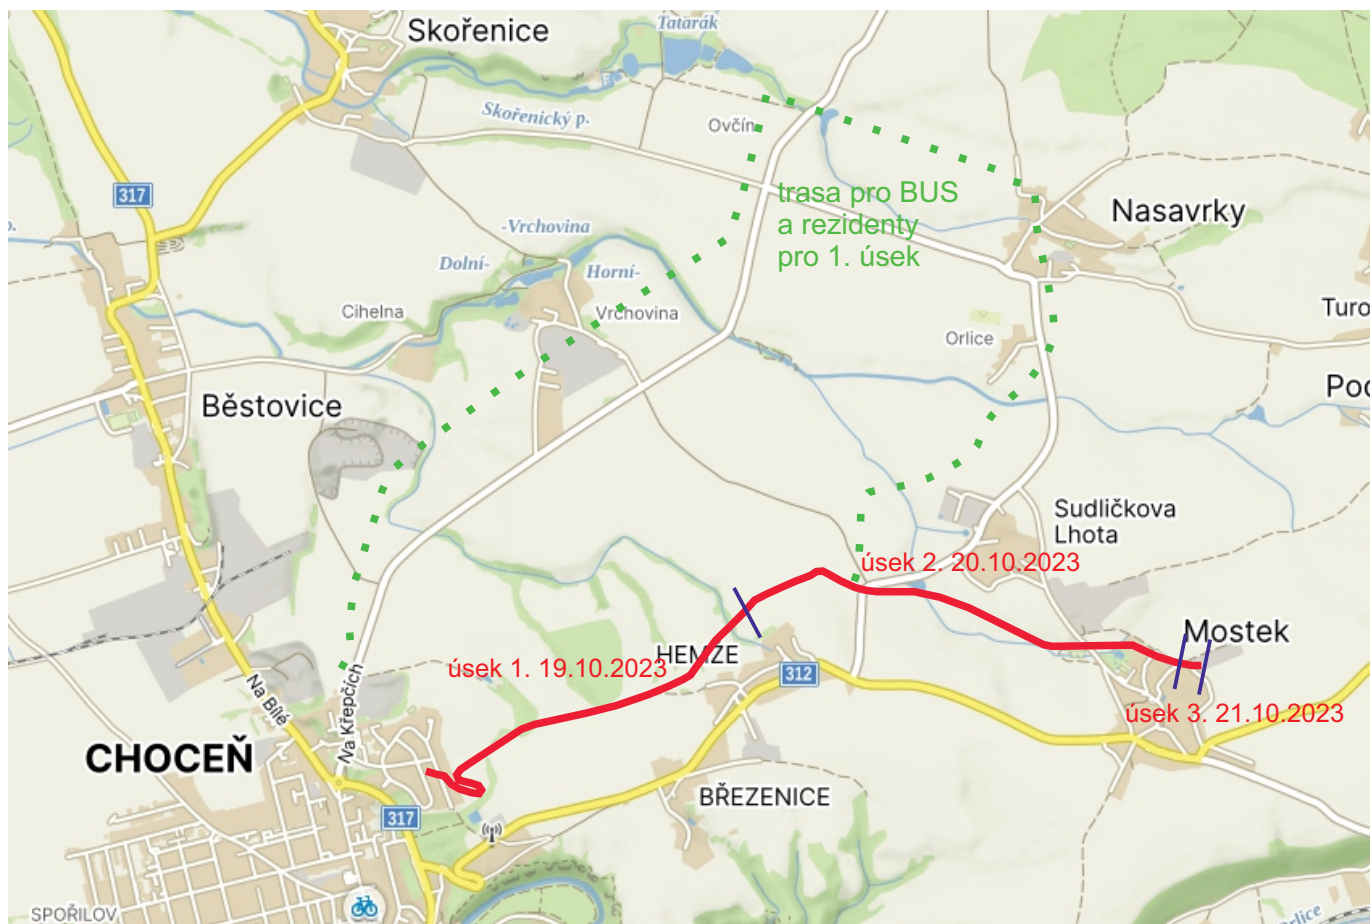 Skořenice
Tatarák
Skořenický p.
Ovčín
317
trasa pro BUS
a rezidenty
pro 1. úsek
Nasavrky
p.
-Vrchovina
Dolní-
Horní-
Cihelna
Vrchovina
Turo
Orlice
Běstovice
Poc
Sudličkova
Lhota
úsek 2. 20.10.2023
Mostek
HEMZE
úsek 1. 19.10.2023
312
Na Bílé
Na Křepčích
úsek 3. 21.10.2023
CHOCEŇ
BŘEZENICE
317
SPOŘILOV
Orlice